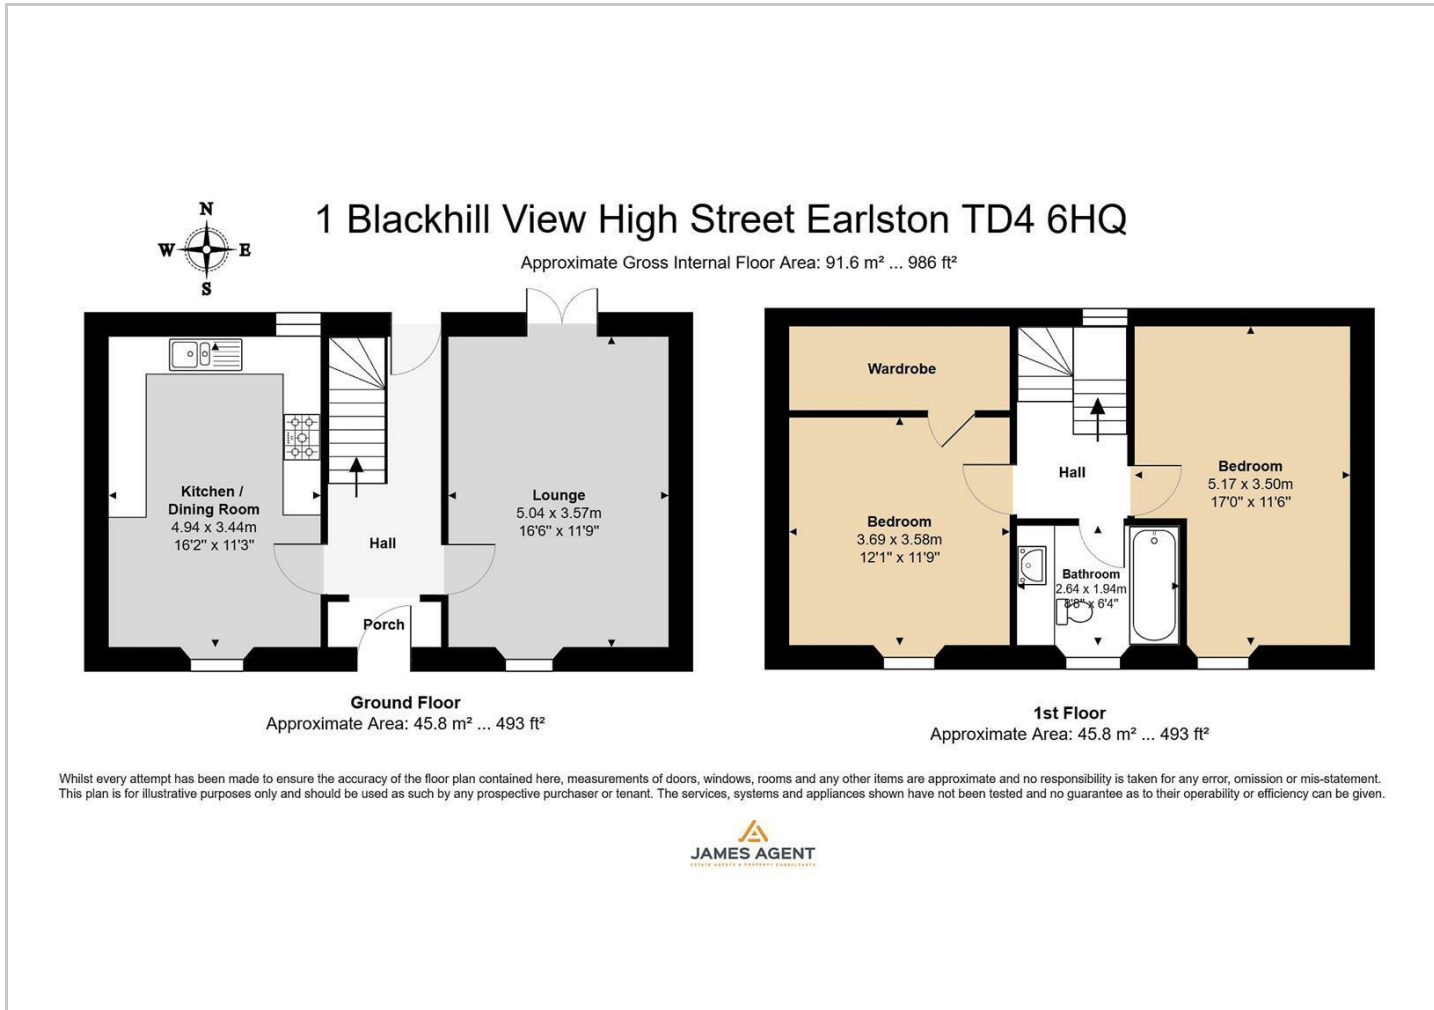 1 Blackhill View High Street Earlston TD4 6HQ
Approximate Gross Internal Floor Area: 91.6 m² ... 986 ft²
N
W E
S
Kitchen /
Dining Room
4.94 x 3.44m
16'2" x 11'3"
Hall
Porch
Lounge
5.04 x 3.57m
16'6" x 11'9"
Ground Floor
Approximate Area: 45.8 m² ... 493 ft²
Wardrobe
Bedroom
3.69 x 3.58m
12'1" x 11'9"
Hall
Bathroom
2.64 x 1.94m
8'8" x 6'4"
Bedroom
5.17 x 3.50m
17'0" x 11'6"
1st Floor
Approximate Area: 45.8 m² ... 493 ft²
Whilst every attempt has been made to ensure the accuracy of the floor plan contained here, measurements of doors, windows, rooms and any other items are approximate and no responsibility is taken for any error, omission or mis-statement.
This plan is for illustrative purposes only and should be used as such by any prospective purchaser or tenant. The services, systems and appliances shown have not been tested and no guarantee as to their operability or efficiency can be given.
JAMES AGENT
ESTATE AGENTS & PROPERTY CONSULTANTS